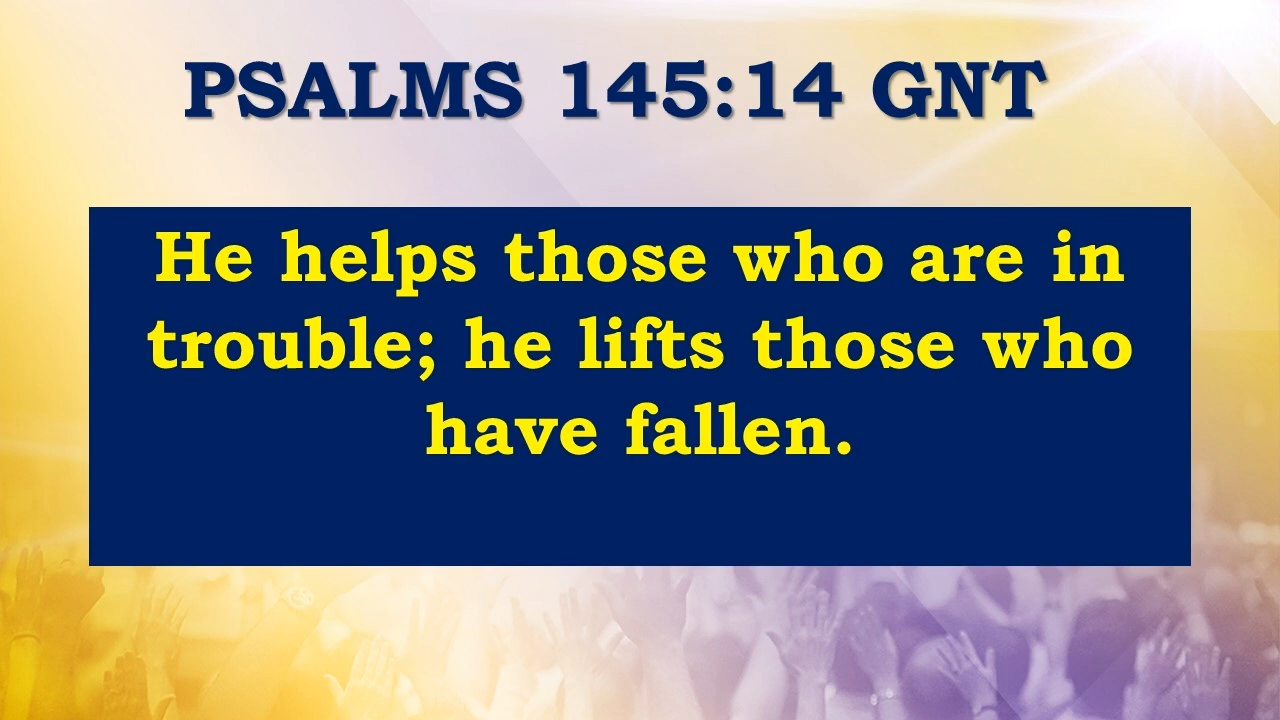 PSALMS 145:14 GNT
He helps those who are in
trouble; he lifts those who
have fallen.